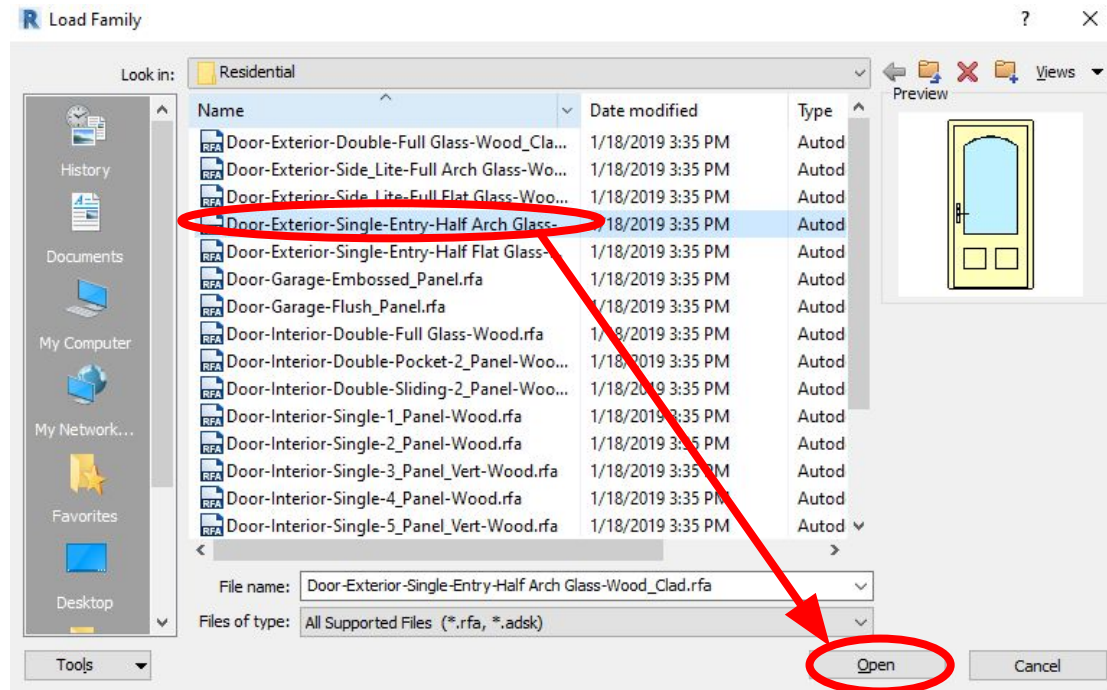 Load Family
? X
Look in: Residential Views
Preview
Name Date modified Type
Door-Exterior-Double-Full Glass-Wood_Cla... 1/18/2019 3:35 PM Autod
Door-Exterior-Side_Lite-Full Arch Glass-Wo... 1/18/2019 3:35 PM Autod
Door-Exterior-Side_Lite-Full Flat Glass-Woo... 1/18/2019 3:35 PM Autod
Door-Exterior-Single-Entry-Half Arch Glass- 1/18/2019 3:35 PM Autod
Door-Exterior-Single-Entry-Half Flat Glass-... 1/18/2019 3:35 PM Autod
Door-Garage-Embossed_Panel.rfa 1/18/2019 3:35 PM Autod
Door-Garage-Flush_Panel.rfa 1/18/2019 3:35 PM Autod
Door-Interior-Double-Full Glass-Wood.rfa 1/18/2019 3:35 PM Autod
Door-Interior-Double-Pocket-2_Panel-Woo... 1/18/2019 3:35 PM Autod
Door-Interior-Double-Sliding-2_Panel-Woo... 1/18/2019 3:35 PM Autod
Door-Interior-Single-1_Panel-Wood.rfa 1/18/2019 3:35 PM Autod
Door-Interior-Single-2_Panel-Wood.rfa 1/18/2019 3:35 PM Autod
Door-Interior-Single-3_Panel_Vert-Wood.rfa 1/18/2019 3:35 PM Autod
Door-Interior-Single-4_Panel-Wood.rfa 1/18/2019 3:35 PM Autod
Door-Interior-Single-5_Panel_Vert-Wood.rfa 1/18/2019 3:35 PM Autod
History
Documents
My Computer
My Network...
Favorites
Desktop
File name: Door-Exterior-Single-Entry-Half Arch Glass-Wood_Clad.rfa
Files of type: All Supported Files (*.rfa, *.adsk)
Tools Open Cancel